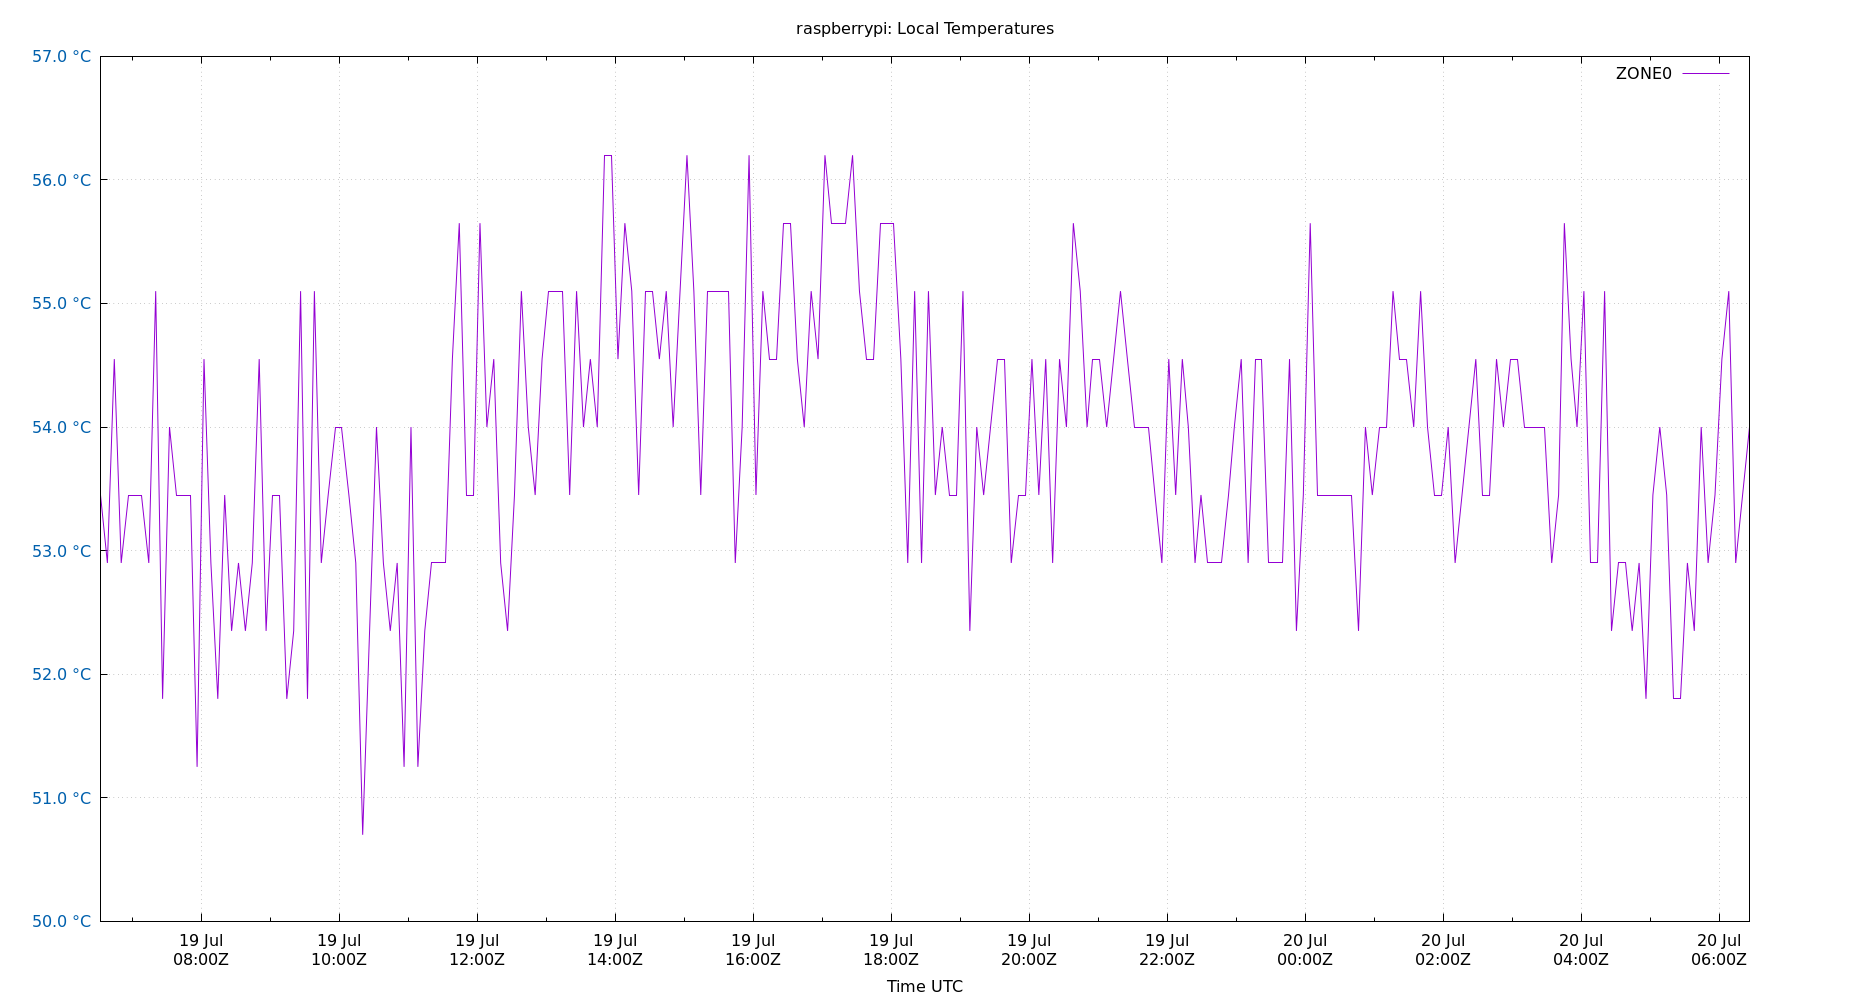 raspberrypi: Local Temperatures
57.0 °C
ZONE0
56.0 °C
55.0 °C
54.0 °C
53.0 °C
52.0 °C
51.0 °C
50.0 °C
19 Jul 19 Jul 19 Jul 19 Jul 19 Jul 19 Jul 19 Jul 19 Jul 20 Jul 20 Jul 20 Jul 20 Jul
08:00Z 10:00Z 12:00Z 14:00Z 16:00Z 18:00Z 20:00Z 22:00Z 00:00Z 02:00Z 04:00Z 06:00Z
Time UTC